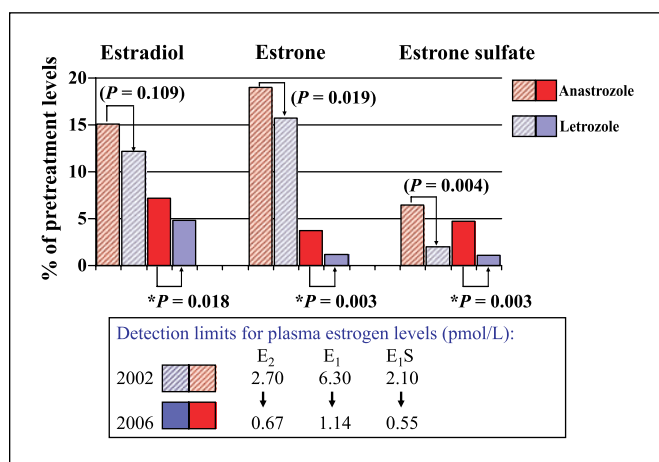 Estradiol Estrone Estrone sulfate
% of pretreatment levels
20
15
10
5
0
(P = 0.109)
(P = 0.019)
(P = 0.004)
Anastrozole
Letrozole
*P = 0.018
*P = 0.003
*P = 0.003
Detection limits for plasma estrogen levels (pmol/L):
E₂ E₁ E₁S
2002 2.70 6.30 2.10
2006 0.67 1.14 0.55